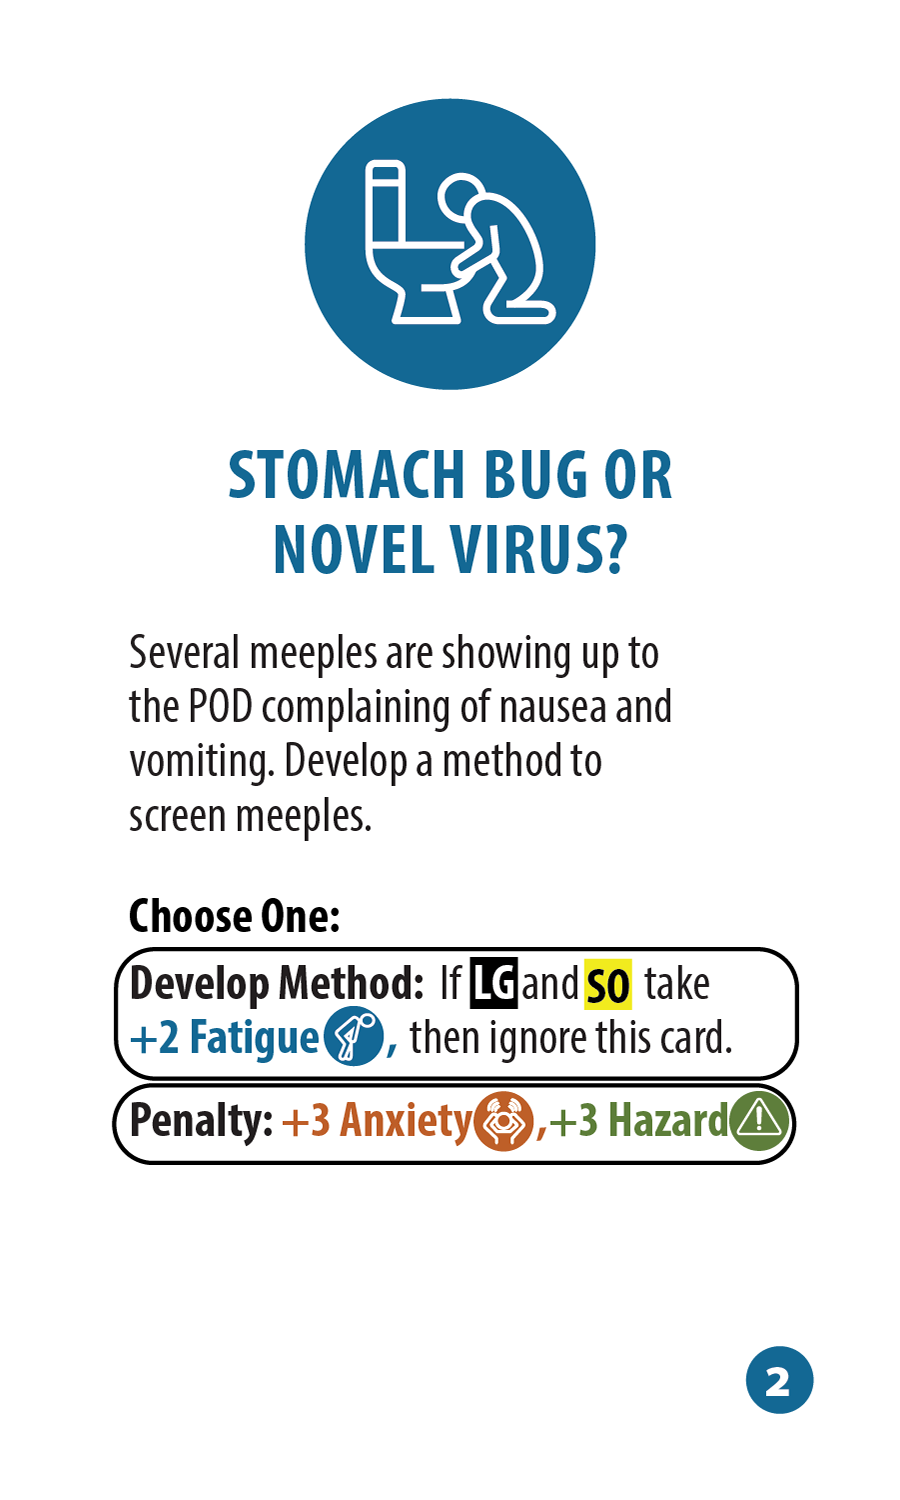 STOMACH BUG OR
NOVEL VIRUS?
Several meeples are showing up to
the POD complaining of nausea and
vomiting. Develop a method to
screen meeples.
Choose One:
Develop Method: If LG and SO take
+2 Fatigue, then ignore this card.
Penalty: +3 Anxiety, +3 Hazard
2